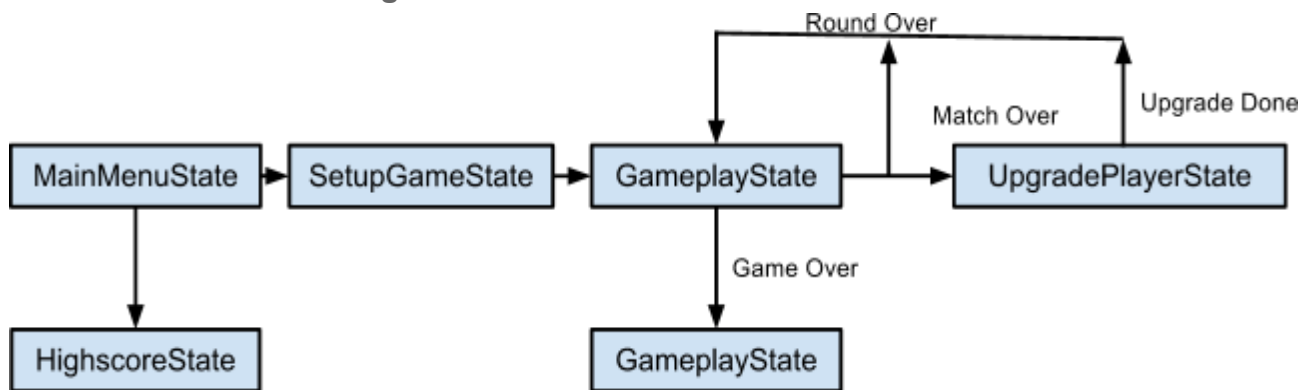 Round Over
Match Over
Upgrade Done
MainMenuState
SetupGameState
GameplayState
UpgradePlayerState
Game Over
HighscoreState
GameplayState